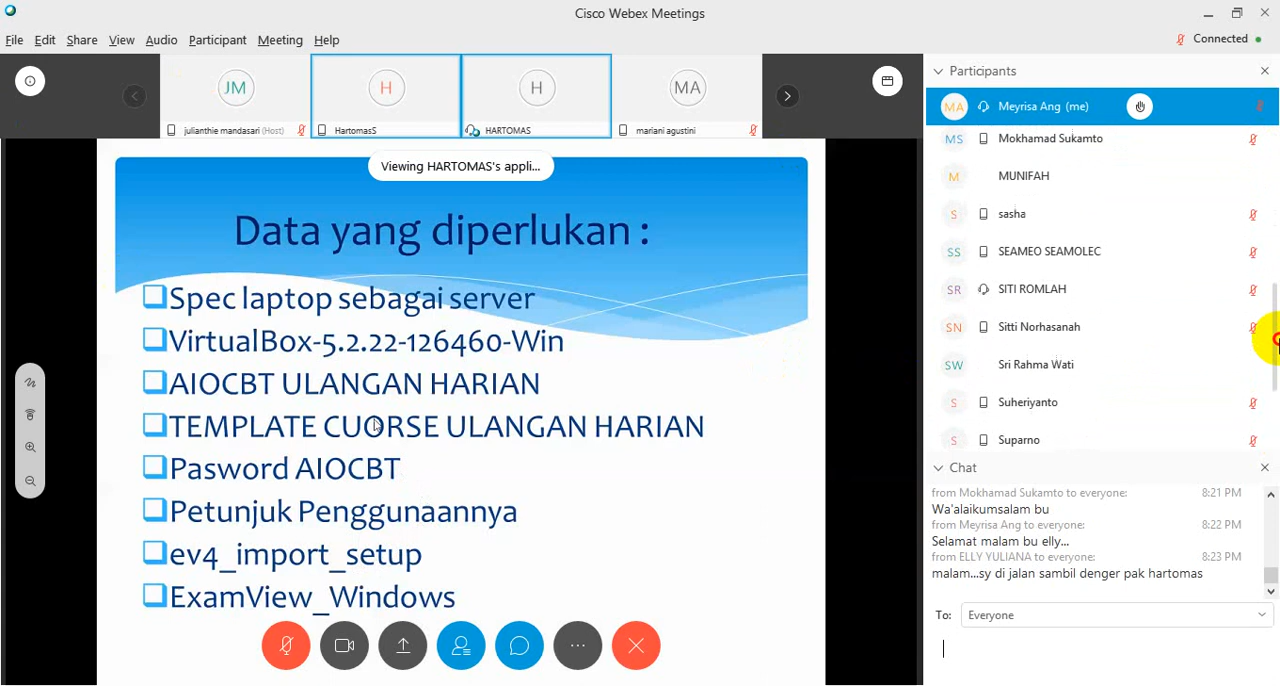 Cisco Webex Meetings
File Edit Share View Audio Participant Meeting Help
Connected
JM
julianthie mandasari (Host)
H
HartomasS
H
HARTOMAS
MA
mariani agustini
Viewing HARTOMAS's appli...
Data yang diperlukan :
Spec laptop sebagai server
VirtualBox-5.2.22-126460-Win
AIOCBT ULANGAN HARIAN
TEMPLATE CUORSE ULANGAN HARIAN
Pasword AIOCBT
Petunjuk Penggunaannya
ev4_import_setup
ExamView_Windows
Participants
MA Meyrisa Ang (me)
MS Mokhamad Sukamto
M MUNIFAH
S sasha
SS SEAMEO SEAMOLEC
SR SITI ROMLAH
SN Sitti Norhasanah
SW Sri Rahma Wati
S Suheriyanto
S Suparno
Chat
from Mokhamad Sukamto to everyone: 8:21 PM
Wa'alaikumsalam bu
from Meyrisa Ang to everyone: 8:22 PM
Selamat malam bu elly...
from ELLY YULIANA to everyone: 8:23 PM
malam...sy di jalan sambil denger pak hartomas
To: Everyone